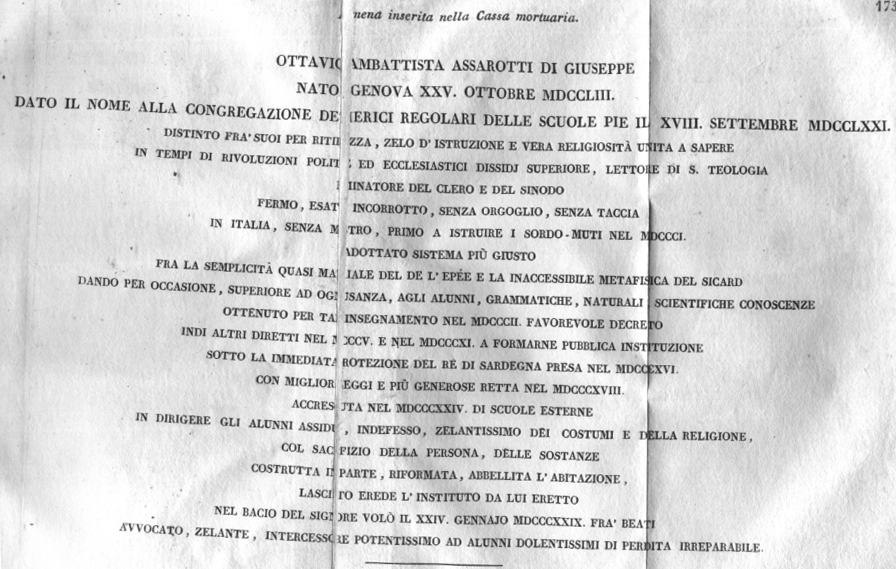 173
nena inserita nella Cassa mortuaria.
OTTAVIO AMBATTISTA ASSAROTTI DI GIUSEPPE
NATO GENOVA XXV. OTTOBRE MDCCLIII.
DATO IL NOME ALLA CONGREGAZIONE DE ERICI REGOLARI DELLE SCUOLE PIE IL XVIII. SETTEMBRE MDCCLXXI.
DISTINTO FRA' SUOI PER RITI ZZA, ZELO D' ISTRUZIONE E VERA RELIGIOSITÀ UNITA A SAPERE
IN TEMPI DI RIVOLUZIONI POLIT E ED ECCLESIASTICI DISSIDJ SUPERIORE, LETTORE DI S. TEOLOGIA
MINATORE DEL CLERO E DEL SINODO
FERMO, ESAT INCORROTTO, SENZA ORGOGLIO, SENZA TACCIA
IN ITALIA, SENZA M TRO, PRIMO A ISTRUIRE I SORDO-MUTI NEL MDCCCI.
ADOTTATO SISTEMA PIÙ GIUSTO
FRA LA SEMPLICITÀ QUASI MA IALE DEL DE L' EPÉE E LA INACCESSIBILE METAFISICA DEL SICARD
DANDO PER OCCASIONE, SUPERIORE AD OGN USANZA, AGLI ALUNNI, GRAMMATICHE, NATURALI, SCIENTIFICHE CONOSCENZE
OTTENUTO PER TA INSEGNAMENTO NEL MDCCCII. FAVOREVOLE DECRETO
INDI ALTRI DIRETTI NEL M CCCV. E NEL MDCCCXI. A FORMARNE PUBBLICA INSTITUZIONE
SOTTO LA IMMEDIATA ROTEZIONE DEL RE DI SARDEGNA PRESA NEL MDCCCXVI.
CON MIGLIOR EGGI E PIÙ GENEROSE RETTA NEL MDCCCXVIII.
ACCRES UTA NEL MDCCCXXIV. DI SCUOLE ESTERNE
IN DIRIGERE GLI ALUNNI ASSIDU , INDEFESSO, ZELANTISSIMO DEI COSTUMI E DELLA RELIGIONE,
COL SAC FIZIO DELLA PERSONA, DELLE SOSTANZE
COSTRUTTA IN PARTE, RIFORMATA, ABBELLITA L' ABITAZIONE,
LASCI TO EREDE L' INSTITUTO DA LUI ERETTO
NEL BACIO DEL SIGNORE VOLÒ IL XXIV. GENNAJO MDCCCXXIX. FRA' BEATI
AVVOCATO, ZELANTE, INTERCESSORE POTENTISSIMO AD ALUNNI DOLENTISSIMI DI PERDITA IRREPARABILE.